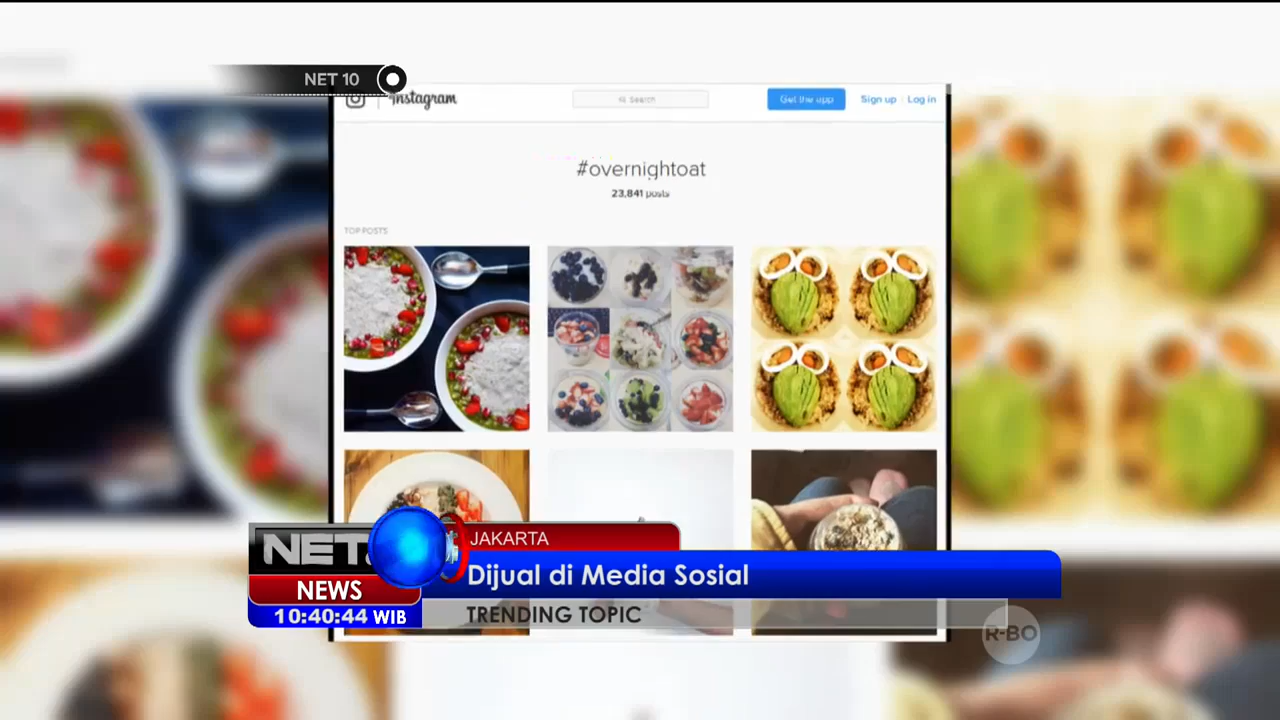 NET 10
Instagram
Search
Get the app
Sign up
Log in
#overnightoat
23,841 posts
TOP POSTS
NET.
JAKARTA
Dijual di Media Sosial
NEWS
10:40:44 WIB
TRENDING TOPIC
R-BO